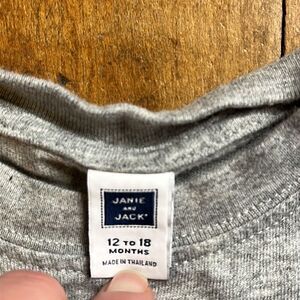 JANIE
AND
JACK®
12 TO 18
MONTHS
MADE IN THAILAND